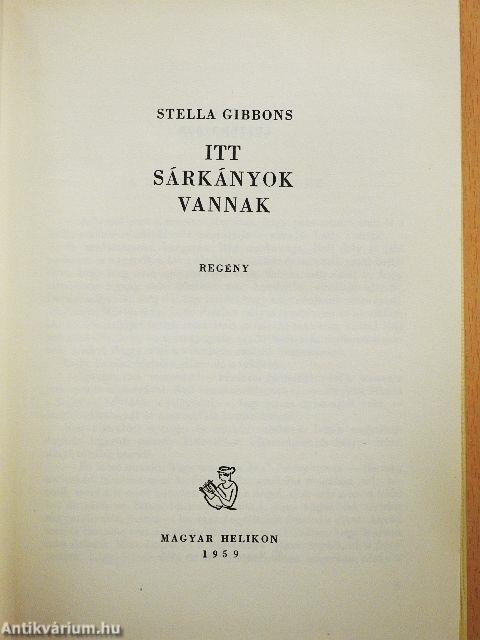 STELLA GIBBONS
ITT
SÁRKÁNYOK
VANNAK
REGÉNY
MAGYAR HELIKON
1959
Antikvárium.hu